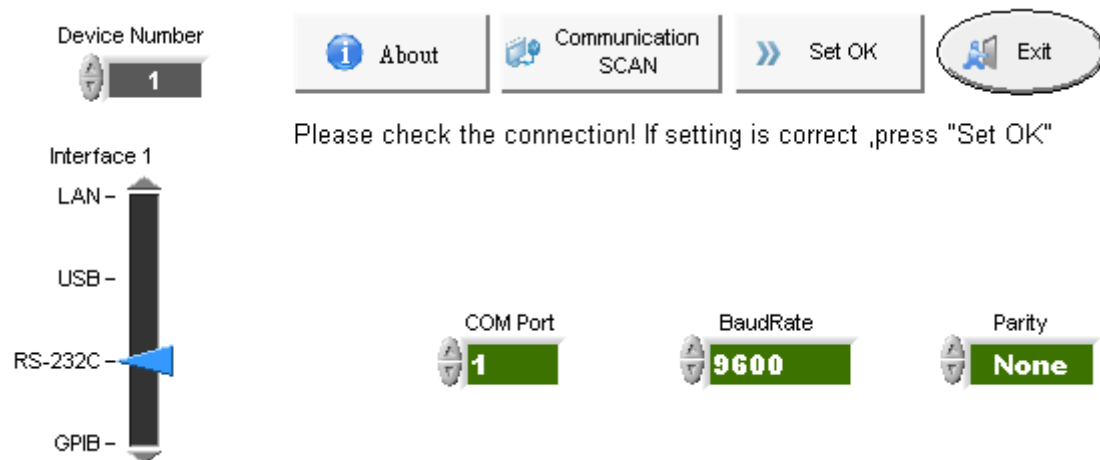 Device Number
1
About
Communication
SCAN
Set OK
Exit
Please check the connection! If setting is correct ,press "Set OK"
Interface 1
LAN
USB
RS-232C
GPIB
COM Port
1
BaudRate
9600
Parity
None